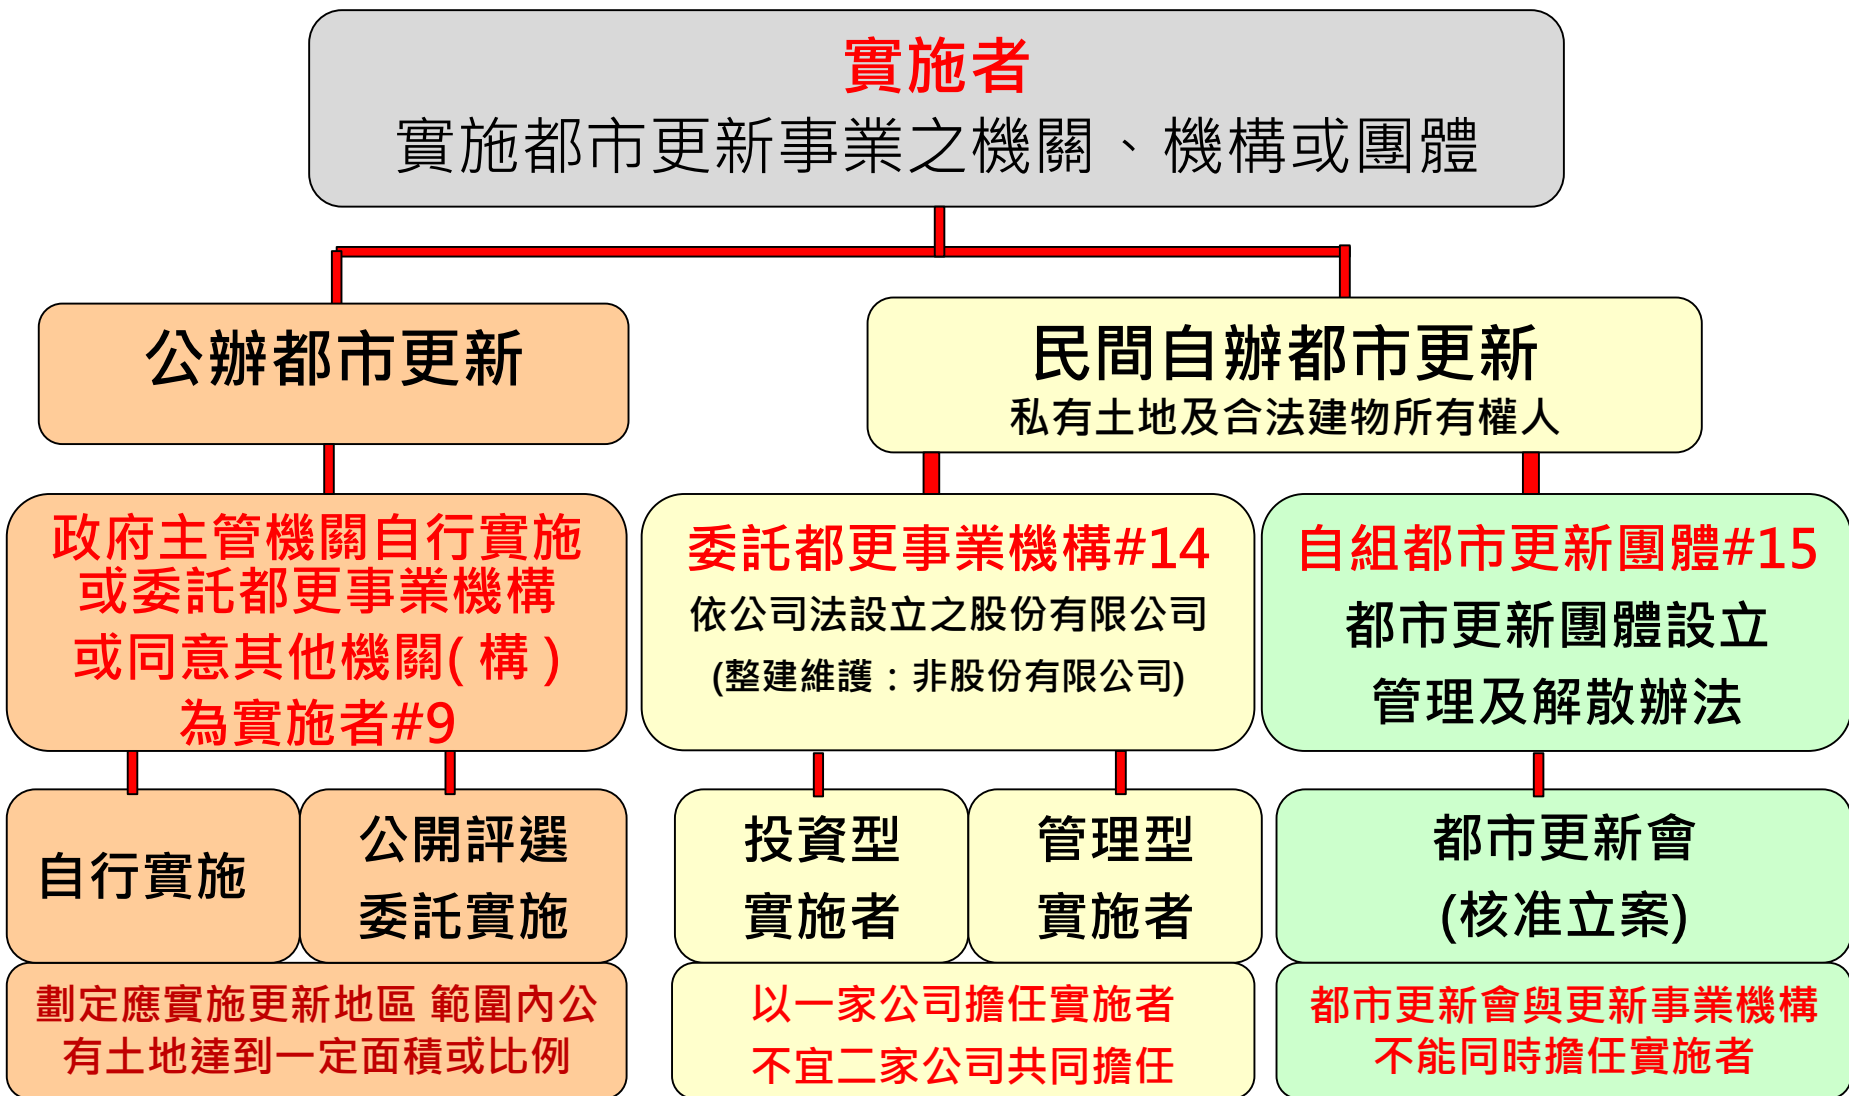 實施者
實施都市更新事業之機關、機構或團體
公辦都市更新
民間自辦都市更新
私有土地及合法建物所有權人
政府主管機關自行實施
或委託都更事業機構
或同意其他機關(構)
為實施者#9
委託都更事業機構#14
依公司法設立之股份有限公司
(整建維護：非股份有限公司)
自組都市更新團體#15
都市更新團體設立
管理及解散辦法
自行實施
公開評選
委託實施
投資型
實施者
管理型
實施者
都市更新會
(核准立案)
劃定應實施更新地區 範圍內公
有土地達到一定面積或比例
以一家公司擔任實施者
不宜二家公司共同擔任
都市更新會與更新事業機構
不能同時擔任實施者